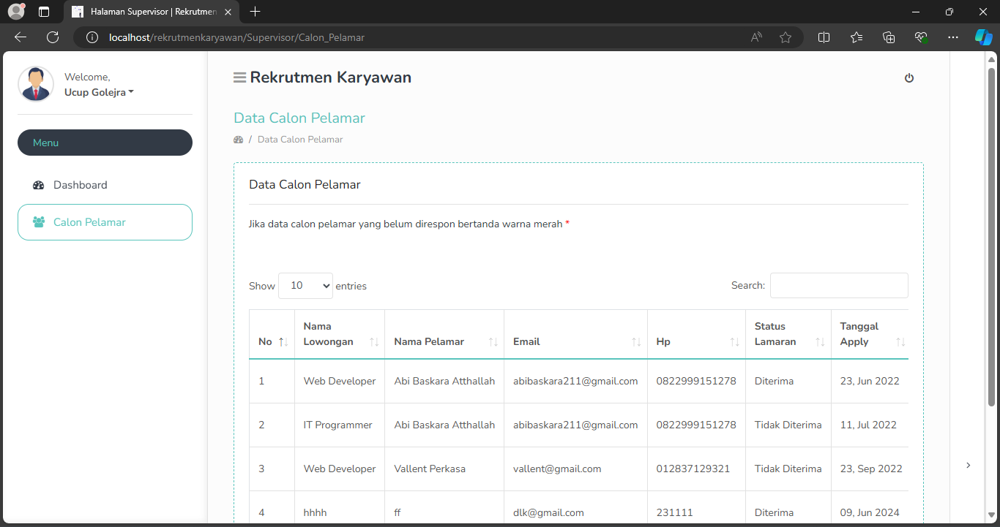 Halaman Supervisor | Rekrutmen
localhost/rekrutmenkaryawan/Supervisor/Calon_Pelamar
Welcome,
Ucup Golejra
Menu
Dashboard
Calon Pelamar
Rekrutmen Karyawan
Data Calon Pelamar
/ Data Calon Pelamar
Data Calon Pelamar
Jika data calon pelamar yang belum direspon bertanda warna merah *
Show 10 entries Search:
No Nama Lowongan Nama Pelamar Email Hp Status Lamaran Tanggal Apply
1 Web Developer Abi Baskara Atthallah abibaskara211@gmail.com 0822999151278 Diterima 23, Jun 2022
2 IT Programmer Abi Baskara Atthallah abibaskara211@gmail.com 0822999151278 Tidak Diterima 11, Jul 2022
3 Web Developer Vallent Perkasa vallent@gmail.com 012837129321 Tidak Diterima 23, Sep 2022
4 hhhh ff dlk@gmail.com 231111 Diterima 09, Jun 2024